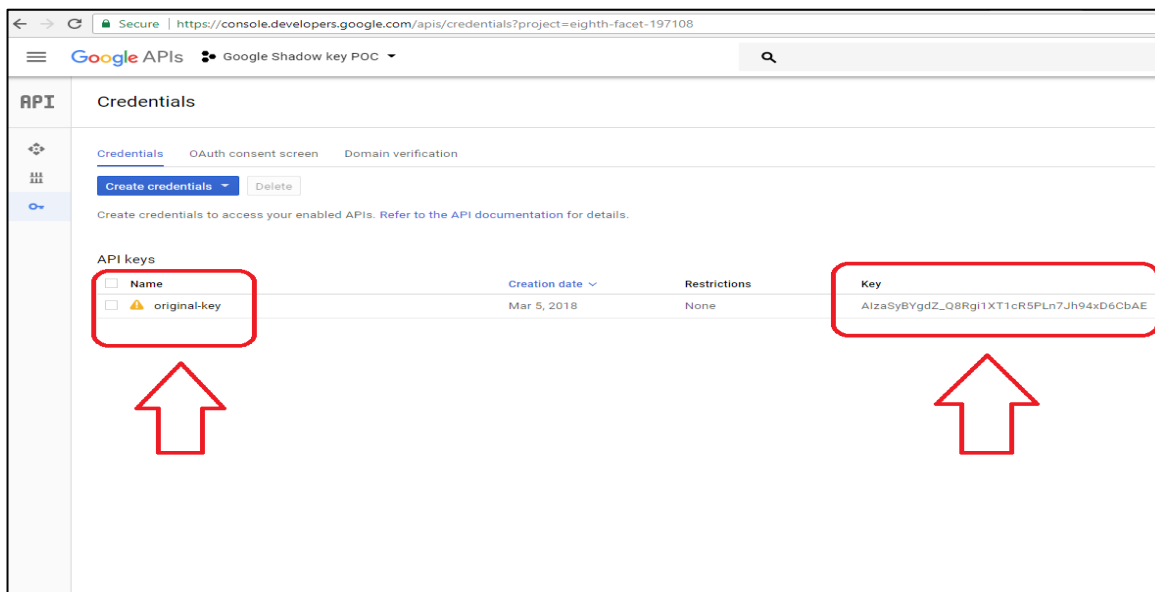 Secure | https://console.developers.google.com/apis/credentials?project=eighth-facet-197108
Google APIs Google Shadow key POC
API Credentials
Credentials OAuth consent screen Domain verification
Create credentials Delete
Create credentials to access your enabled APIs. Refer to the API documentation for details.
API keys
Name Creation date Restrictions Key
original-key Mar 5, 2018 None AIzaSyBYgdZ_Q8Rgi1XT1cR5PLn7Jh94xD6CbAE